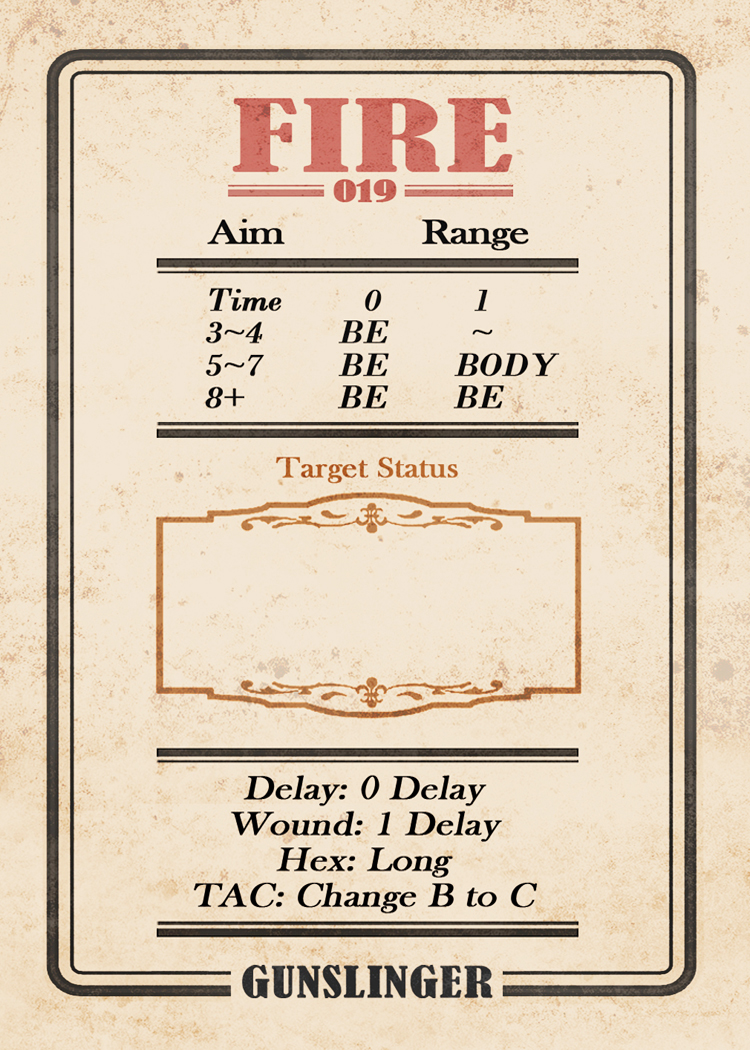 FIRE
019
Aim Range
Time 0 1
3~4 BE ~
5~7 BE BODY
8+ BE BE
Target Status
Delay: 0 Delay
Wound: 1 Delay
Hex: Long
TAC: Change B to C
GUNSLINGER